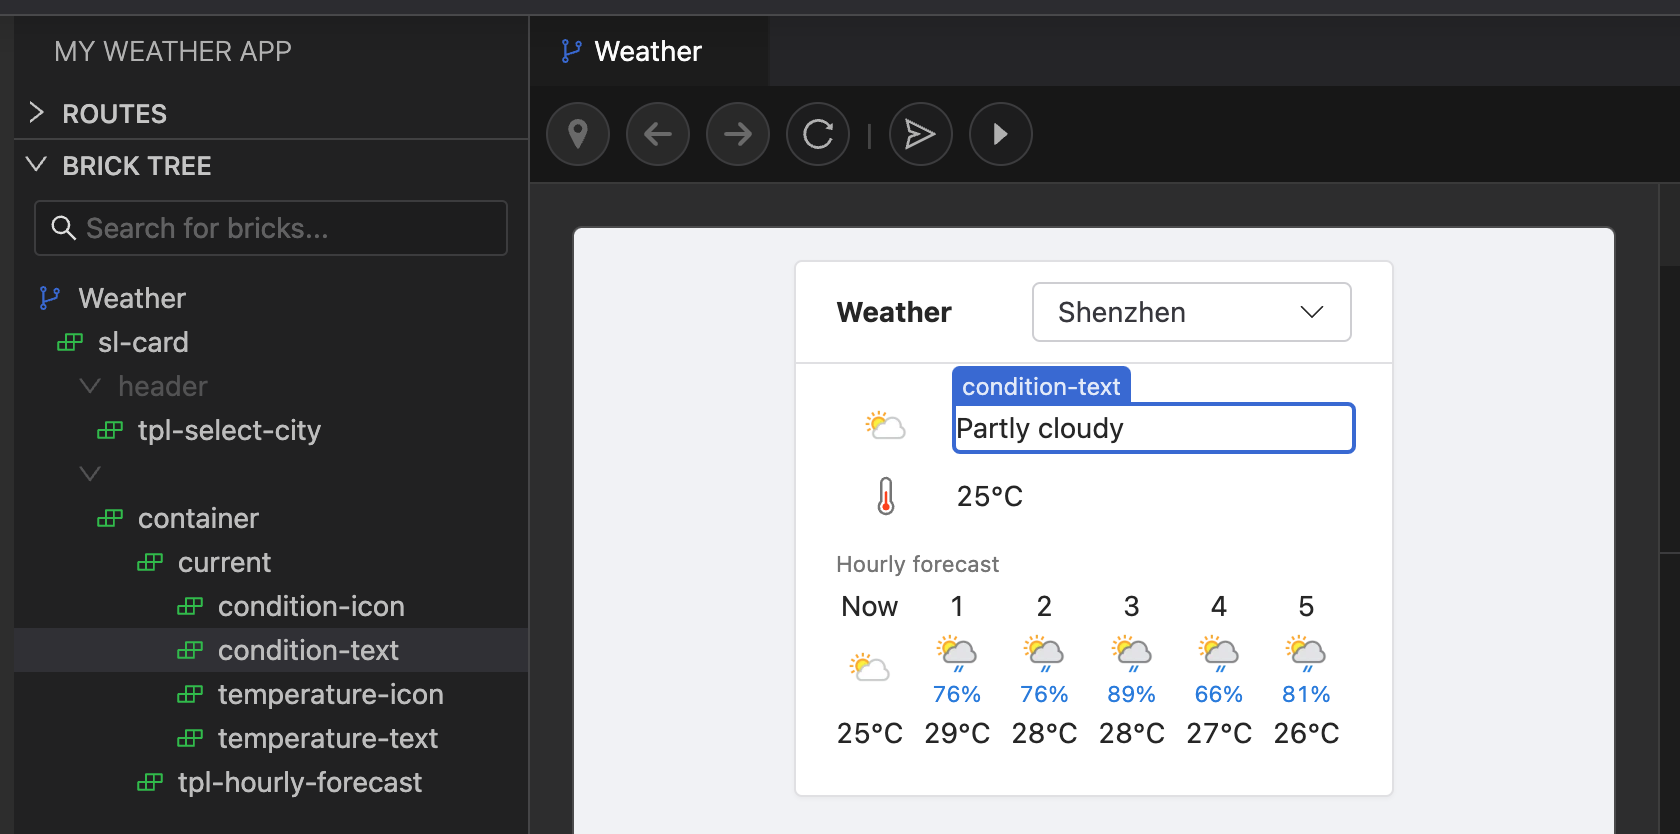 MY WEATHER APP
ROUTES
BRICK TREE
Search for bricks...
Weather
sl-card
header
tpl-select-city
container
current
condition-icon
condition-text
temperature-icon
temperature-text
tpl-hourly-forecast
Weather
Weather
Shenzhen
condition-text
Partly cloudy
25°C
Hourly forecast
Now 1 2 3 4 5
76% 76% 89% 66% 81%
25°C 29°C 28°C 28°C 27°C 26°C